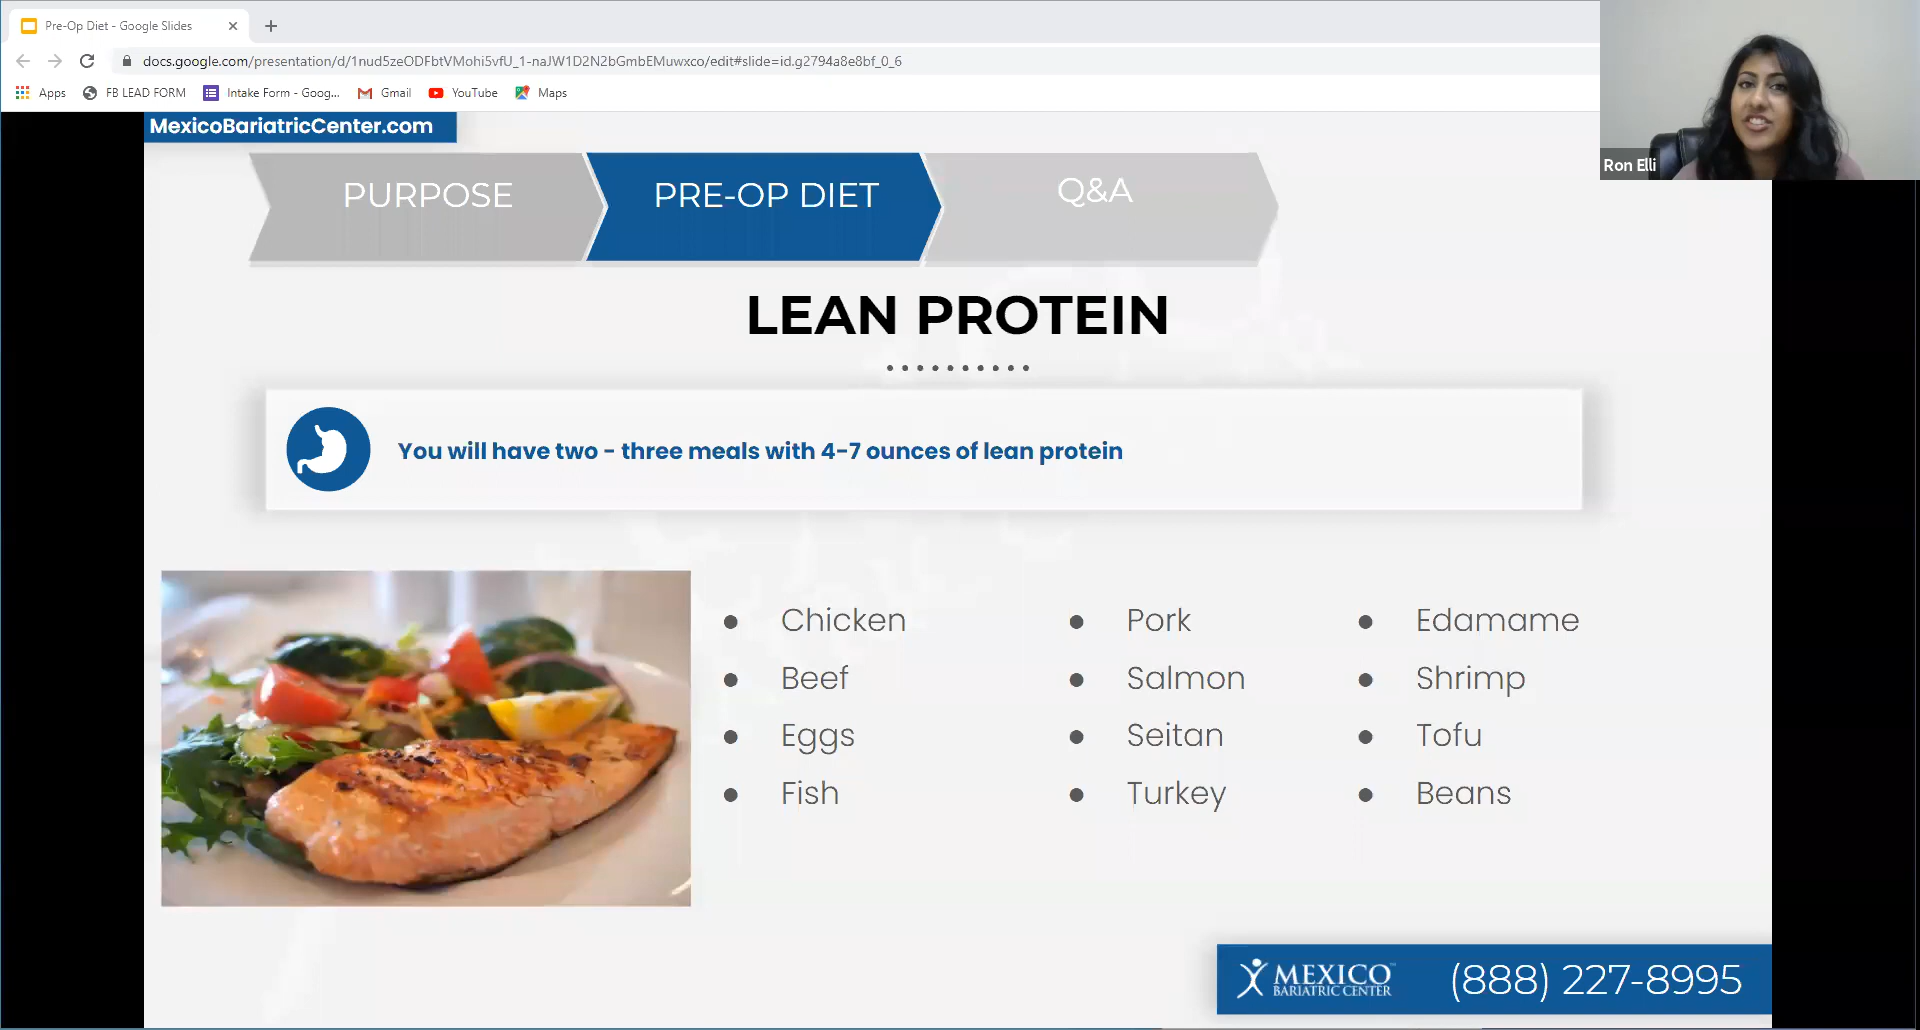 Pre-Op Diet - Google Slides
docs.google.com/presentation/d/1nud5zeODFbtVMohi5vfU_1-naJW1D2N2bGmbEMuwxco/edit#slide=id.g2794a8e8bf_0_6
Apps FB LEAD FORM Intake Form - Goog... Gmail YouTube Maps
Ron Elli
MexicoBariatricCenter.com
PURPOSE PRE-OP DIET Q&A
LEAN PROTEIN
You will have two - three meals with 4-7 ounces of lean protein
Chicken
Beef
Eggs
Fish
Pork
Salmon
Seitan
Turkey
Edamame
Shrimp
Tofu
Beans
MEXICO
BARIATRIC CENTER
(888) 227-8995